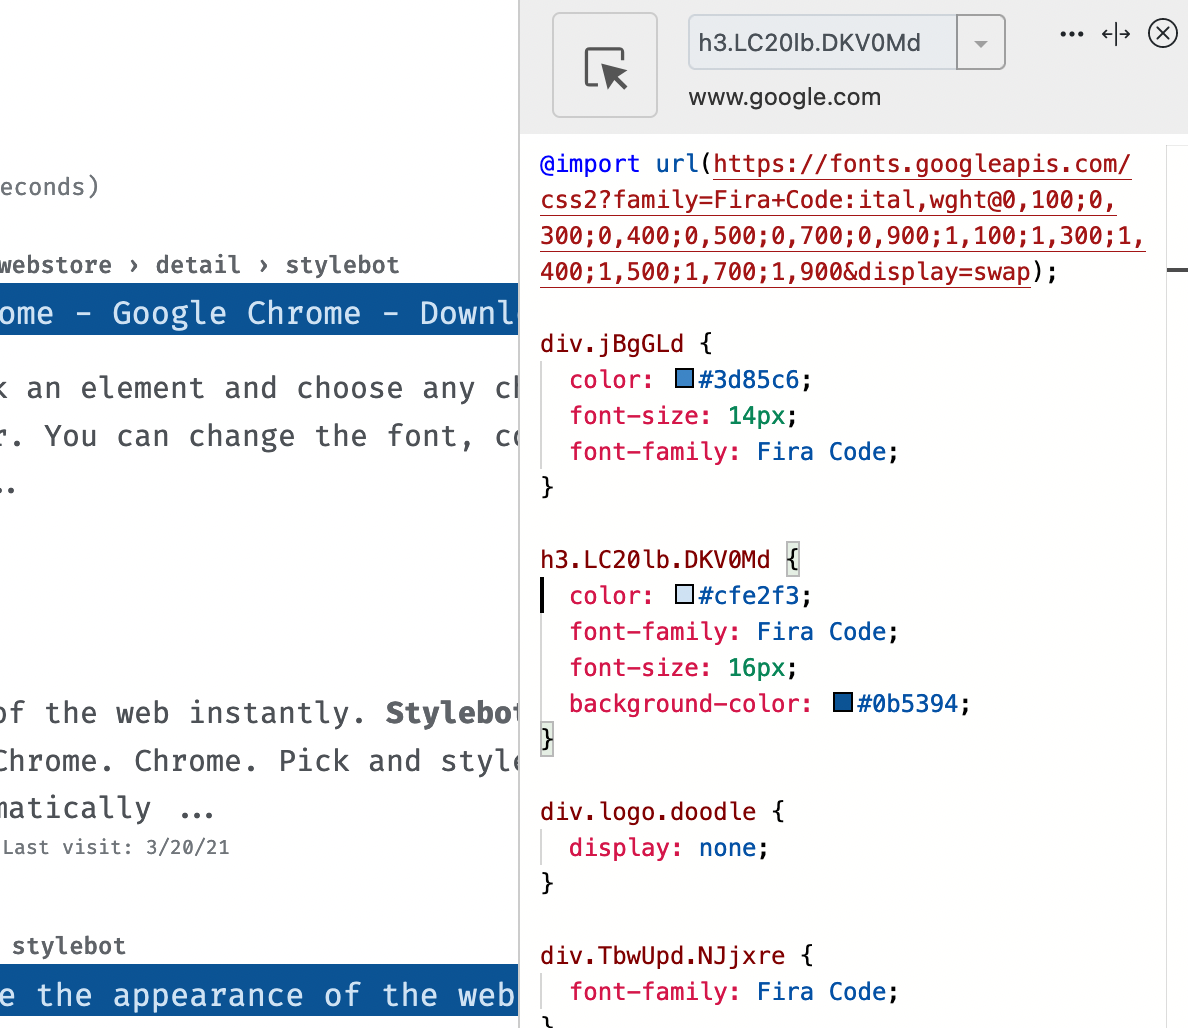 econds)
webstore › detail › stylebot
ome - Google Chrome - Downl
k an element and choose any ch
r. You can change the font, co
..
of the web instantly. Stylebot
Chrome. Chrome. Pick and style
matically ...
Last visit: 3/20/21
stylebot
e the appearance of the web
h3.LC20lb.DKV0Md
www.google.com
@import url(https://fonts.googleapis.com/
css2?family=Fira+Code:ital,wght@0,100;0,
300;0,400;0,500;0,700;0,900;1,100;1,300;1,
400;1,500;1,700;1,900&display=swap);
div.jBgGLd {
color: #3d85c6;
font-size: 14px;
font-family: Fira Code;
}
h3.LC20lb.DKV0Md {
color: #cfe2f3;
font-family: Fira Code;
font-size: 16px;
background-color: #0b5394;
}
div.logo.doodle {
display: none;
}
div.TbwUpd.NJjxre {
font-family: Fira Code;
}